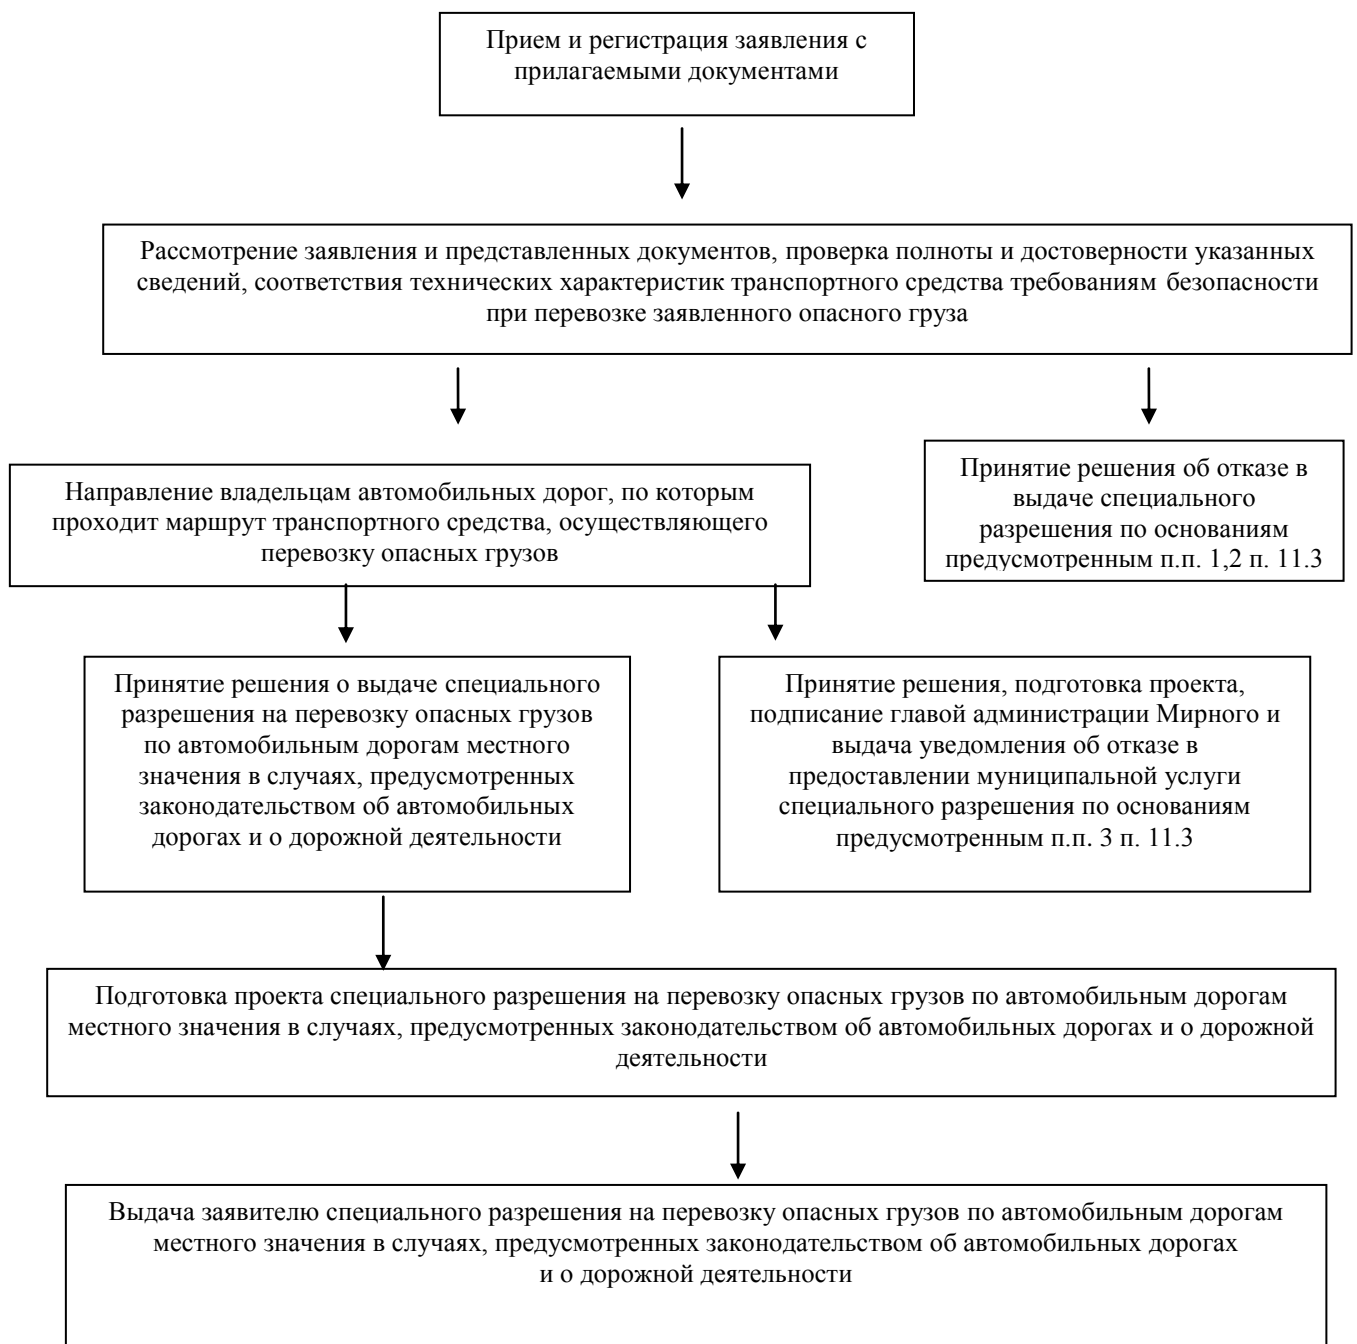 Прием и регистрация заявления с
прилагаемыми документами
Рассмотрение заявления и представленных документов, проверка полноты и достоверности указанных
сведений, соответствия технических характеристик транспортного средства требованиям безопасности
при перевозке заявленного опасного груза
Направление владельцам автомобильных дорог, по которым
проходит маршрут транспортного средства, осуществляющего
перевозку опасных грузов
Принятие решения об отказе в
выдаче специального
разрешения по основаниям
предусмотренным п.п. 1,2 п. 11.3
Принятие решения о выдаче специального
разрешения на перевозку опасных грузов
по автомобильным дорогам местного
значения в случаях, предусмотренных
законодательством об автомобильных
дорогах и о дорожной деятельности
Принятие решения, подготовка проекта,
подписание главой администрации Мирного и
выдача уведомления об отказе в
предоставлении муниципальной услуги
специального разрешения по основаниям
предусмотренным п.п. 3 п. 11.3
Подготовка проекта специального разрешения на перевозку опасных грузов по автомобильным дорогам
местного значения в случаях, предусмотренных законодательством об автомобильных дорогах и о дорожной
деятельности
Выдача заявителю специального разрешения на перевозку опасных грузов по автомобильным дорогам
местного значения в случаях, предусмотренных законодательством об автомобильных дорогах
и о дорожной деятельности